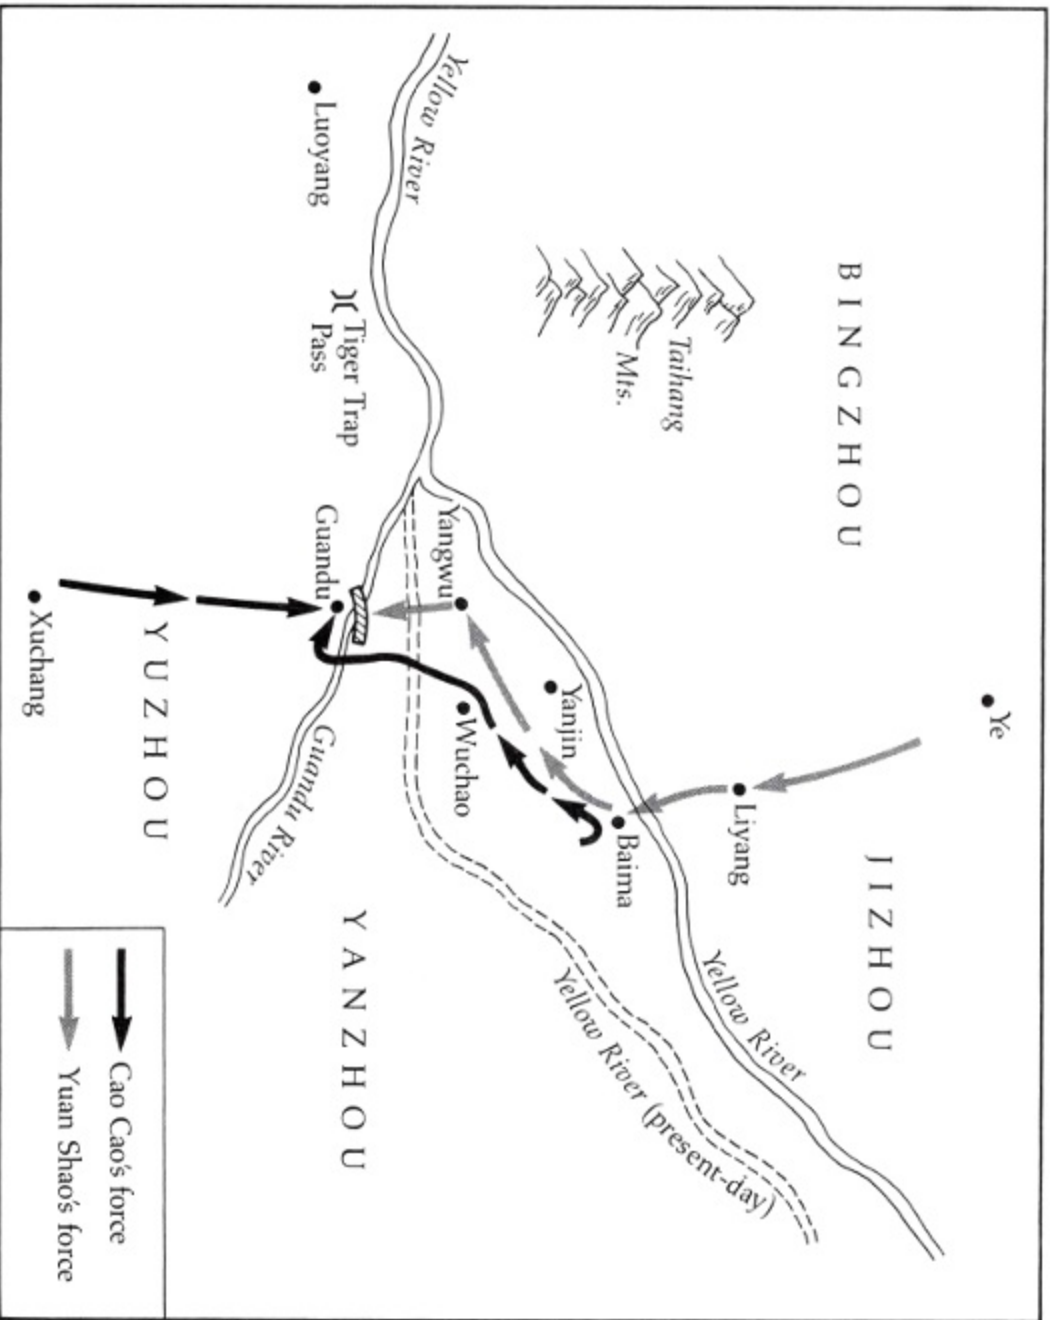 Ye
BINGZHOU
JIZHOU
Liyang
Taihang
Mts.
Yellow River
Baima
Yanjin
Yellow River (present-day)
Yellow River
Yangwu
Wuchao
Luoyang
Tiger Trap
Pass
Guandu
YANZHOU
Guandu River
YUZHOU
Xuchang
Cao Cao's force
Yuan Shao's force